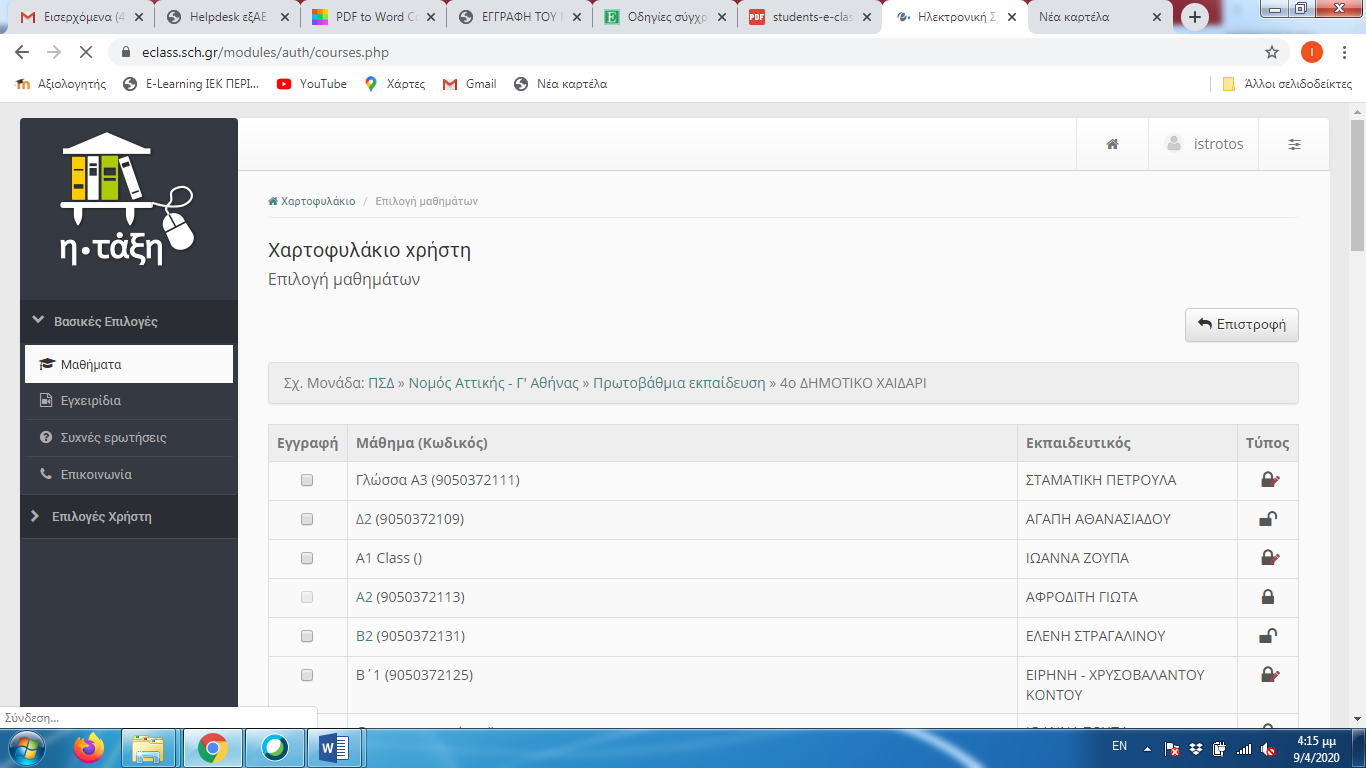 Εισερχόμενα (4
Helpdesk εξΑΕ
PDF to Word Co
ΕΓΓΡΑΦΗ ΤΟΥ
Οδηγίες σύγχρ
students-e-clas
Ηλεκτρονική Σχ
Νέα καρτέλα
eclass.sch.gr/modules/auth/courses.php
Αξιολογητής
E-Learning IEK ΠΕΡΙ...
YouTube
Χάρτες
Gmail
Νέα καρτέλα
Άλλοι σελιδοδείκτες
η·τάξη
istrotos
Χαρτοφυλάκιο / Επιλογή μαθημάτων
Χαρτοφυλάκιο χρήστη
Επιλογή μαθημάτων
Επιστροφή
Βασικές Επιλογές
Μαθήματα
Εγχειρίδια
Συχνές ερωτήσεις
Επικοινωνία
Επιλογές Χρήστη
Σχ. Μονάδα: ΠΣΔ » Νομός Αττικής - Γ' Αθήνας » Πρωτοβάθμια εκπαίδευση » 4ο ΔΗΜΟΤΙΚΟ ΧΑΙΔΑΡΙ
Εγγραφή Μάθημα (Κωδικός) Εκπαιδευτικός Τύπος
Γλώσσα Α3 (9050372111) ΣΤΑΜΑΤΙΚΗ ΠΕΤΡΟΥΛΑ
Δ2 (9050372109) ΑΓΑΠΗ ΑΘΑΝΑΣΙΑΔΟΥ
A1 Class () ΙΩΑΝΝΑ ΖΟΥΠΑ
Α2 (9050372113) ΑΦΡΟΔΙΤΗ ΓΙΩΤΑ
Β2 (9050372131) ΕΛΕΝΗ ΣΤΡΑΓΑΛΙΝΟΥ
Β΄1 (9050372125) ΕΙΡΗΝΗ - ΧΡΥΣΟΒΑΛΑΝΤΟΥ
ΚΟΝΤΟΥ
Σύνδεση...
EN
4:15 μμ
9/4/2020